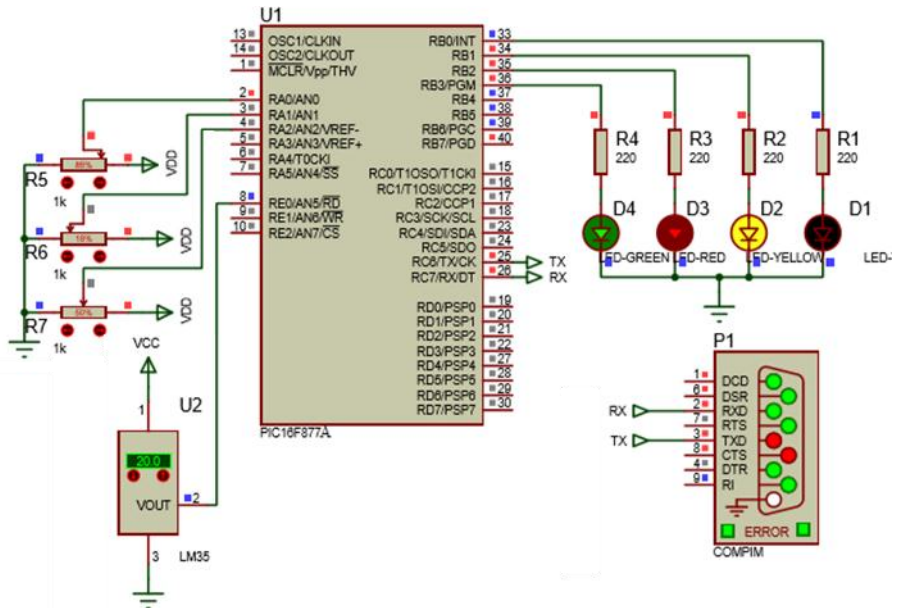 U1
13 OSC1/CLKIN
14 OSC2/CLKOUT
1 MCLR/Vpp/THV
2 RA0/AN0
3 RA1/AN1
4 RA2/AN2/VREF-
5 RA3/AN3/VREF+
6 RA4/T0CKI
7 RA5/AN4/SS
8 RE0/AN5/RD
9 RE1/AN6/WR
10 RE2/AN7/CS
RB0/INT 33
RB1 34
RB2 35
RB3/PGM 36
RB4 37
RB5 38
RB6/PGC 39
RB7/PGD 40
RC0/T1OSO/T1CKI 15
RC1/T1OSI/CCP2 16
RC2/CCP1 17
RC3/SCK/SCL 18
RC4/SDI/SDA 23
RC5/SDO 24
RC6/TX/CK 25 TX
RC7/RX/DT 26 RX
RD0/PSP0 19
RD1/PSP1 20
RD2/PSP2 21
RD3/PSP3 22
RD4/PSP4 27
RD5/PSP5 28
RD6/PSP6 29
RD7/PSP7 30
PIC16F877A
R5
1k
VDD
R6
1k
VDD
50%
R7
1k
VDD
VCC
1
U2
20.0
VOUT 2
3
LM35
R4
220
R3
220
R2
220
R1
220
D4
LED-GREEN
D3
LED-RED
D2
LED-YELLOW
D1
LED-
P1
1 DCD
6 DSR
RX 2 RXD
7 RTS
TX 3 TXD
8 CTS
4 DTR
9 RI
ERROR
COMPIM